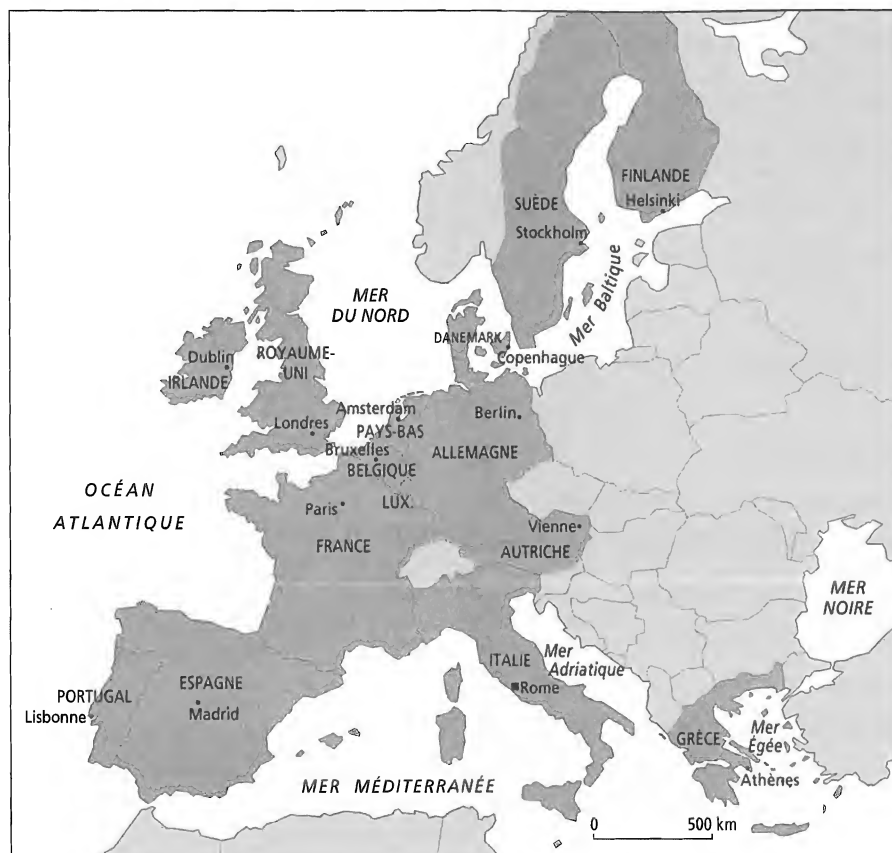 FINLANDE
Helsinki
SUÈDE
Stockholm
Mer Baltique
MER
DU NORD
DANEMARK
Copenhague
Dublin
IRLANDE
ROYAUME-
UNI
Londres
Amsterdam
PAYS-BAS
Bruxelles
BELGIQUE
Berlin
ALLEMAGNE
OCÉAN
ATLANTIQUE
Paris
LUX.
FRANCE
Vienne
AUTRICHE
MER
NOIRE
ITALIE
Rome
Mer
Adriatique
PORTUGAL
Lisbonne
ESPAGNE
Madrid
GRÈCE
Mer
Égée
Athènes
MER MÉDITERRANÉE
0 500 km